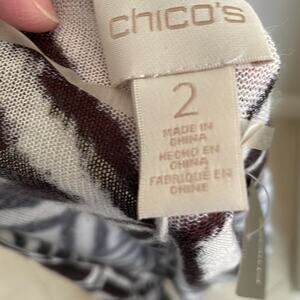 chico's
2
MADE IN
CHINA
HECHO EN
CHINA
FABRIQUÉ EN
CHINE